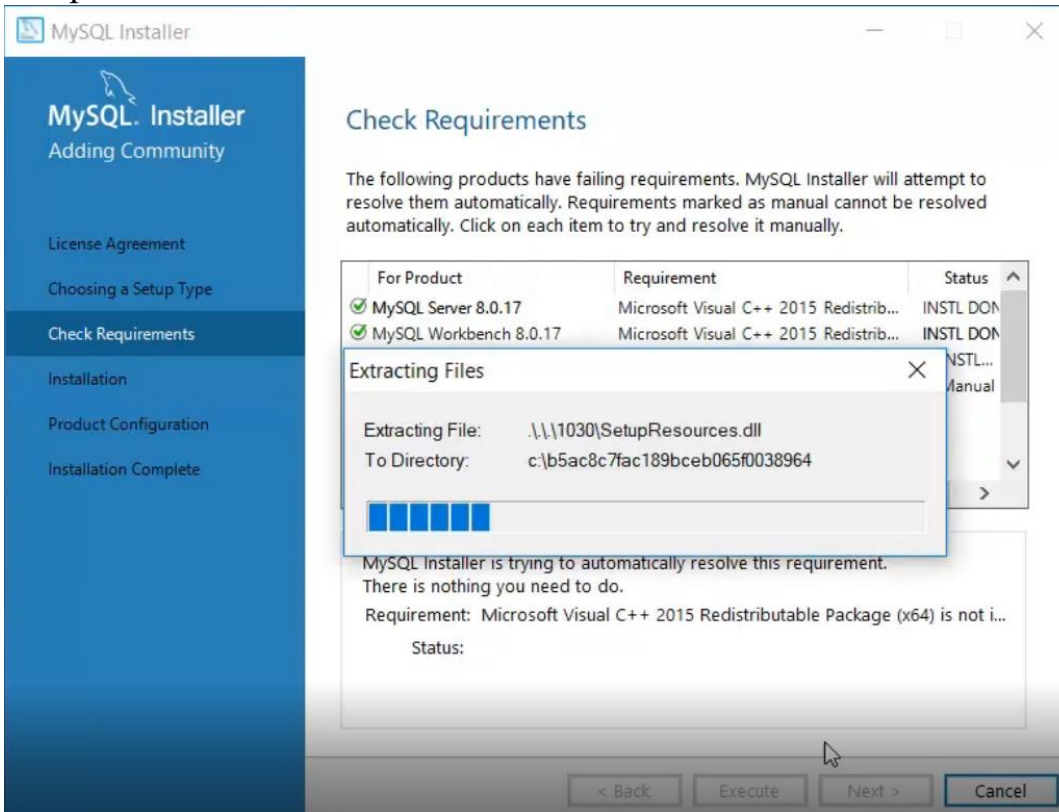 MySQL Installer
MySQL. Installer
Adding Community
License Agreement
Choosing a Setup Type
Check Requirements
Installation
Product Configuration
Installation Complete
Check Requirements
The following products have failing requirements. MySQL Installer will attempt to
resolve them automatically. Requirements marked as manual cannot be resolved
automatically. Click on each item to try and resolve it manually.
For Product Requirement Status
MySQL Server 8.0.17 Microsoft Visual C++ 2015 Redistrib... INSTL DON
MySQL Workbench 8.0.17 Microsoft Visual C++ 2015 Redistrib... INSTL DON
NSTL...
Manual
Extracting Files
Extracting File: .\.\.\1030\SetupResources.dll
To Directory: c:\b5ac8c7fac189bceb065f0038964
MySQL Installer is trying to automatically resolve this requirement.
There is nothing you need to do.
Requirement: Microsoft Visual C++ 2015 Redistributable Package (x64) is not i...
Status:
< Back Execute Next > Cancel